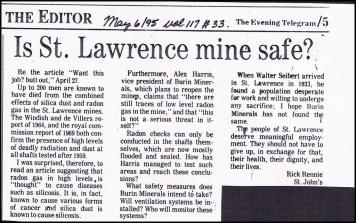 THE EDITOR May 6/95 vol 117 #33. The Evening Telegram/5
Is St. Lawrence mine safe?
Re the article "Want this
job? butt out," April 27.
Up to 200 men are known to
have died from the combined
effects of silica dust and radon
gas in the St. Lawrence mines.
The Windish and de Villers re-
port of 1964, and the royal com-
mission report of 1969 both con-
firm the presence of high levels
of deadly radiation and dust at
all shafts tested after 1959.
I was surprised, therefore, to
read an article suggesting that
radon gas in high levels is
"thought" to cause diseases
such as silicosis. It is, in fact,
known to cause various forms
of cancer and silica dust is
known to cause silicosis.
Furthermore, Alex Harris,
vice president of Burin Miner-
als, which plans to reopen the
mines, claims that "there are
still traces of low level radon
gas in the mine," and that "this
is not a serious threat in it-
self?"
Radon checks can only be
conducted in the shafts them-
selves, which are now mostly
flooded and sealed. How has
Harris managed to test such
areas and reach these conclu-
sions?
What safety measures does
Burin Minerals intend to take?
Will ventilation systems be in-
stalled? Who will monitor these
systems?
When Walter Seibert arrived
in St. Lawrence in 1933, he
found a population desperate
for work and willing to undergo
any sacrifice; I hope Burin
Minerals has not found the
same.
The people of St. Lawrence
deserve meaningful employ-
ment. They should not have to
give up, in exchange for that,
their health, their dignity, and
their lives.
Rick Rennie
St. John's